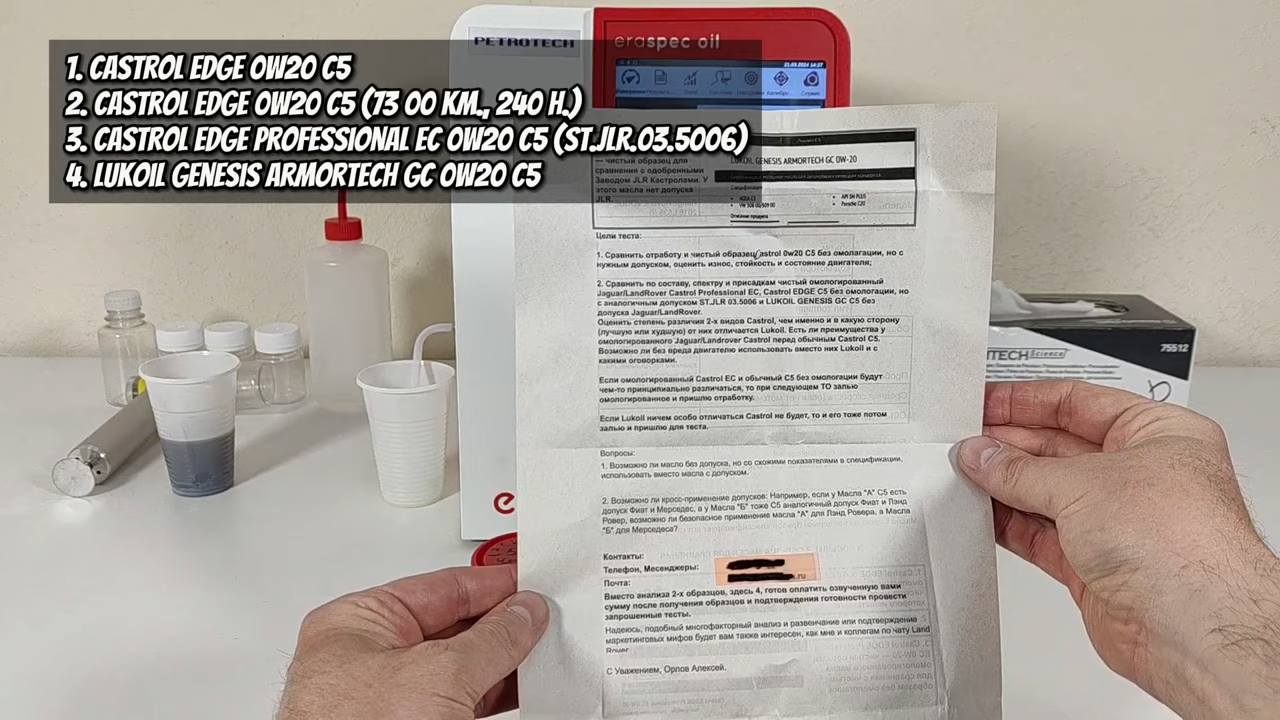 1. CASTROL EDGE 0W20 C5
2. CASTROL EDGE 0W20 C5 (73 00 KM., 240 H.)
3. CASTROL EDGE PROFESSIONAL EC 0W20 C5 (ST.JLR.03.5006)
4. LUKOIL GENESIS ARMORTECH GC 0W20 C5
PETROTECH
eraspec oil
21.03.2024 14:37
— чистый образец для
сравнения с одобренными
Заводом JLR Кастролами. У
этого масла нет допуска
JLR.
LUKOIL GENESIS ARMORTECH GC 0W-20
Цели теста:
1. Сравнить отработу и чистый образец Castrol 0w20 C5 без омолагации, но с
нужным допуском, оценить износ, стойкость и состояние двигателя;
2. Сравнить по составу, спектру и присадкам чистый омологированный
Jaguar/LandRover Castrol Professional EC, Castrol EDGE C5 без омологации, но
с аналогичным допуском ST.JLR 03.5006 и LUKOIL GENESIS GC C5 без
допуска Jaguar/LandRover.
Оценить степень различия 2-х видов Castrol, чем именно и в какую сторону
(лучшую или худшую) от них отличается Lukoil. Есть ли преимущества у
омологированного Jaguar/Landrover Castrol перед обычным Castrol C5.
Возможно ли без вреда двигателю использовать вместо них Lukoil и с
какими оговорками.
Если омологированный Castrol EC и обычный C5 без омологации будут
чем-то принципиально различаться, то при следующем ТО залью
омологированное и пришлю отработку.
Если Lukoil ничем особо отличаться Castrol не будет, то и его тоже потом
залью и пришлю для теста.
Вопросы:
1. Возможно ли масло без допуска, но со схожими показателями в спецификации,
использовать вместо масла с допуском.
2. Возможно ли кросс-применение допусков: Например, если у Масла "А" С5 есть
допуск Фиат и Мерседес, а у Масла "Б" тоже С5 аналогичный допуск Фиат и Лэнд
Ровер, возможно ли безопасное применение масла "А" для Лэнд Ровера, а Масла
"Б" для Мерседеса?
Контакты:
Телефон, Месенджеры:
Почта: .ru
Вместо анализа 2-х образцов, здесь 4, готов оплатить озвученную вами
сумму после получения образцов и подтверждения готовности провести
запрошенные тесты.
Надеюсь, подобный многофакторный анализ и развенчание или подтверждение
маркетинговых мифов будет вам также интересен, как мне и коллегам по чату Land
Rover.
С Уважением, Орлов Алексей.
75512